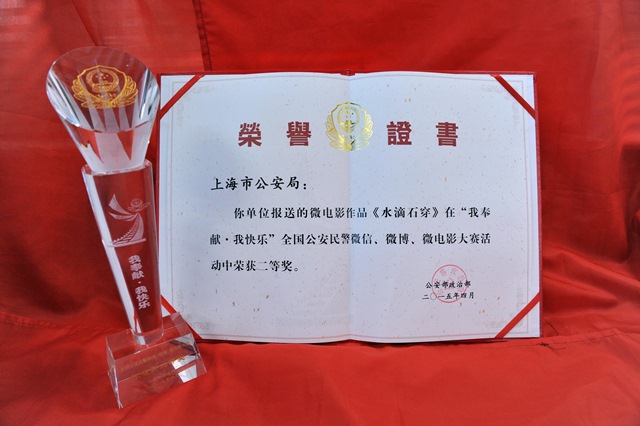 榮譽證書
上海市公安局：
你单位报送的微电影作品《水滴石穿》在“我奉
献·我快乐”全国公安民警微信、微博、微电影大赛活
动中荣获二等奖。
公安部政治部
二〇一五年四月
我奉献·我快乐